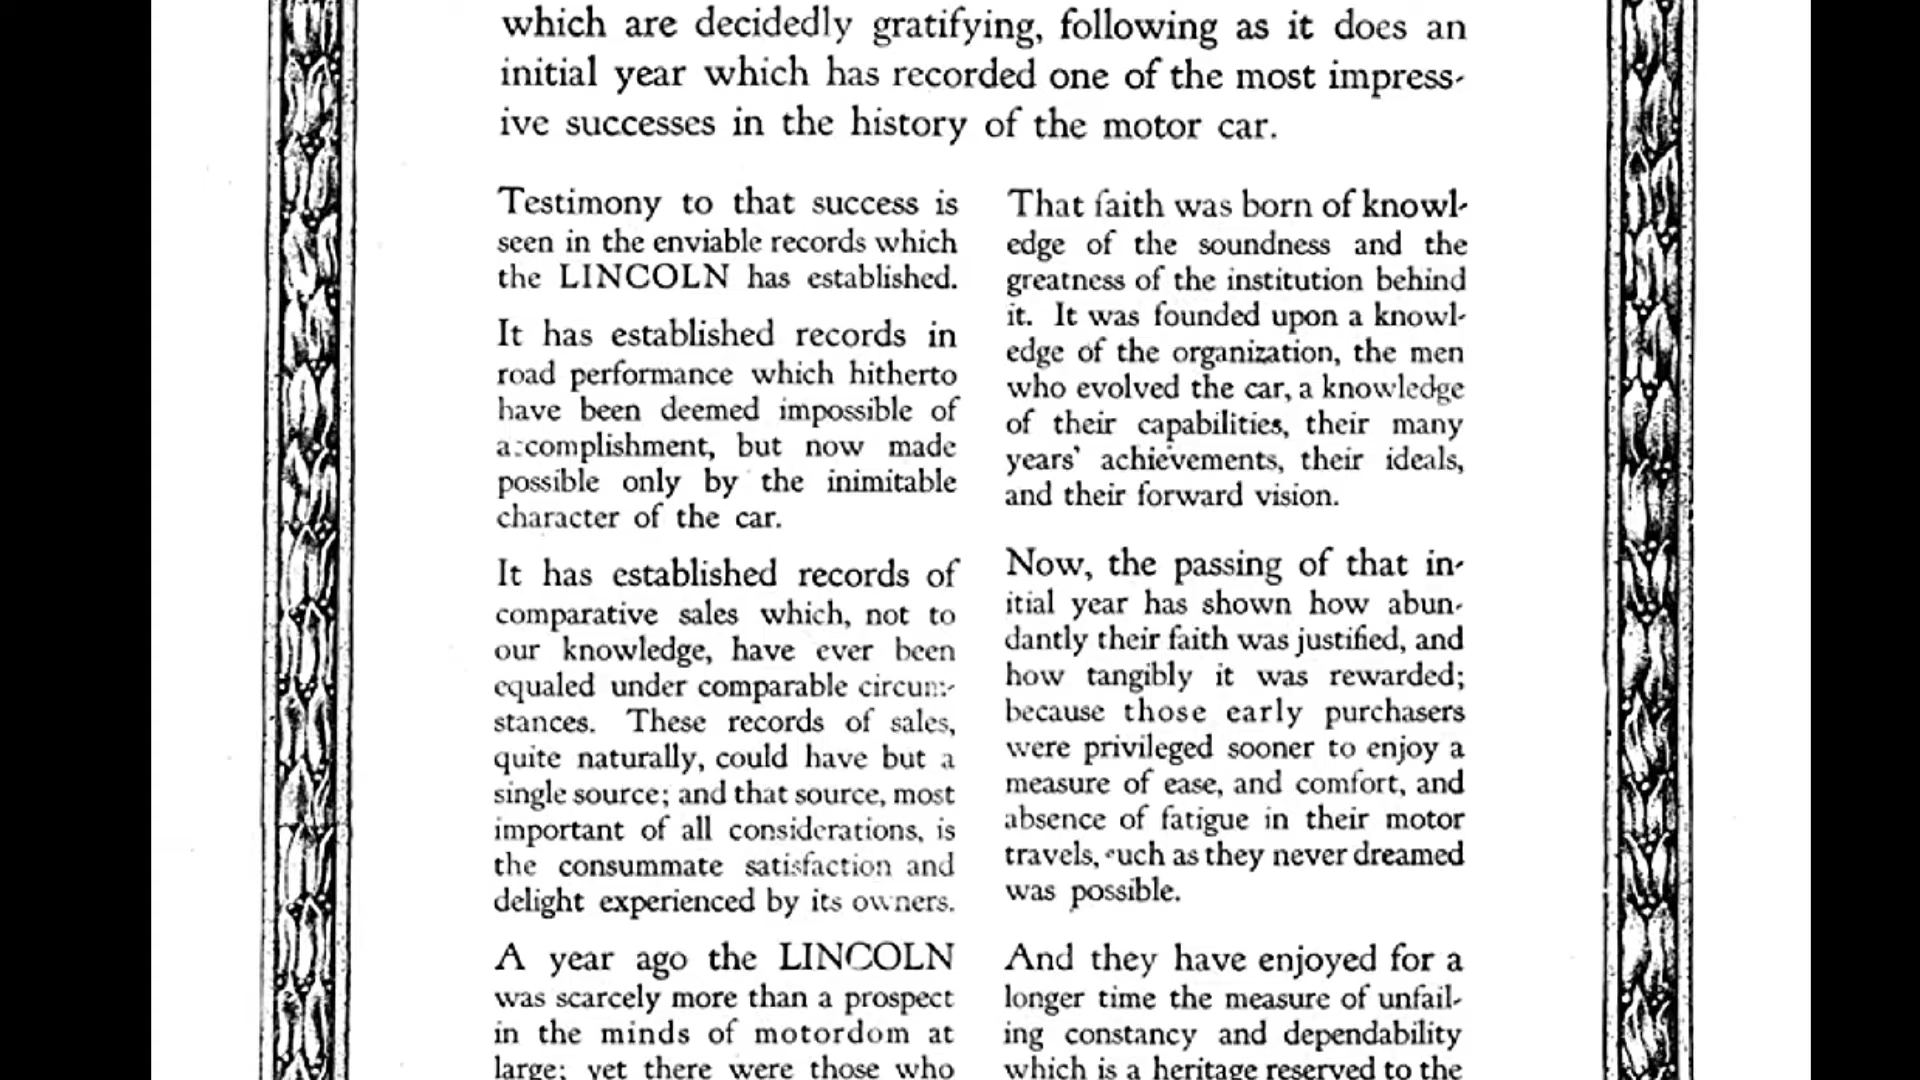 which are decidedly gratifying, following as it does an
initial year which has recorded one of the most impress-
ive successes in the history of the motor car.
Testimony to that success is
seen in the enviable records which
the LINCOLN has established.
It has established records in
road performance which hitherto
have been deemed impossible of
accomplishment, but now made
possible only by the inimitable
character of the car.
It has established records of
comparative sales which, not to
our knowledge, have ever been
equaled under comparable circum-
stances. These records of sales,
quite naturally, could have but a
single source; and that source, most
important of all considerations, is
the consummate satisfaction and
delight experienced by its owners.
A year ago the LINCOLN
was scarcely more than a prospect
in the minds of motordom at
large; yet there were those who
That faith was born of knowl-
edge of the soundness and the
greatness of the institution behind
it. It was founded upon a knowl-
edge of the organization, the men
who evolved the car, a knowledge
of their capabilities, their many
years' achievements, their ideals,
and their forward vision.
Now, the passing of that in-
itial year has shown how abun-
dantly their faith was justified, and
how tangibly it was rewarded;
because those early purchasers
were privileged sooner to enjoy a
measure of ease, and comfort, and
absence of fatigue in their motor
travels, such as they never dreamed
was possible.
And they have enjoyed for a
longer time the measure of unfail-
ing constancy and dependability
which is a heritage reserved to the